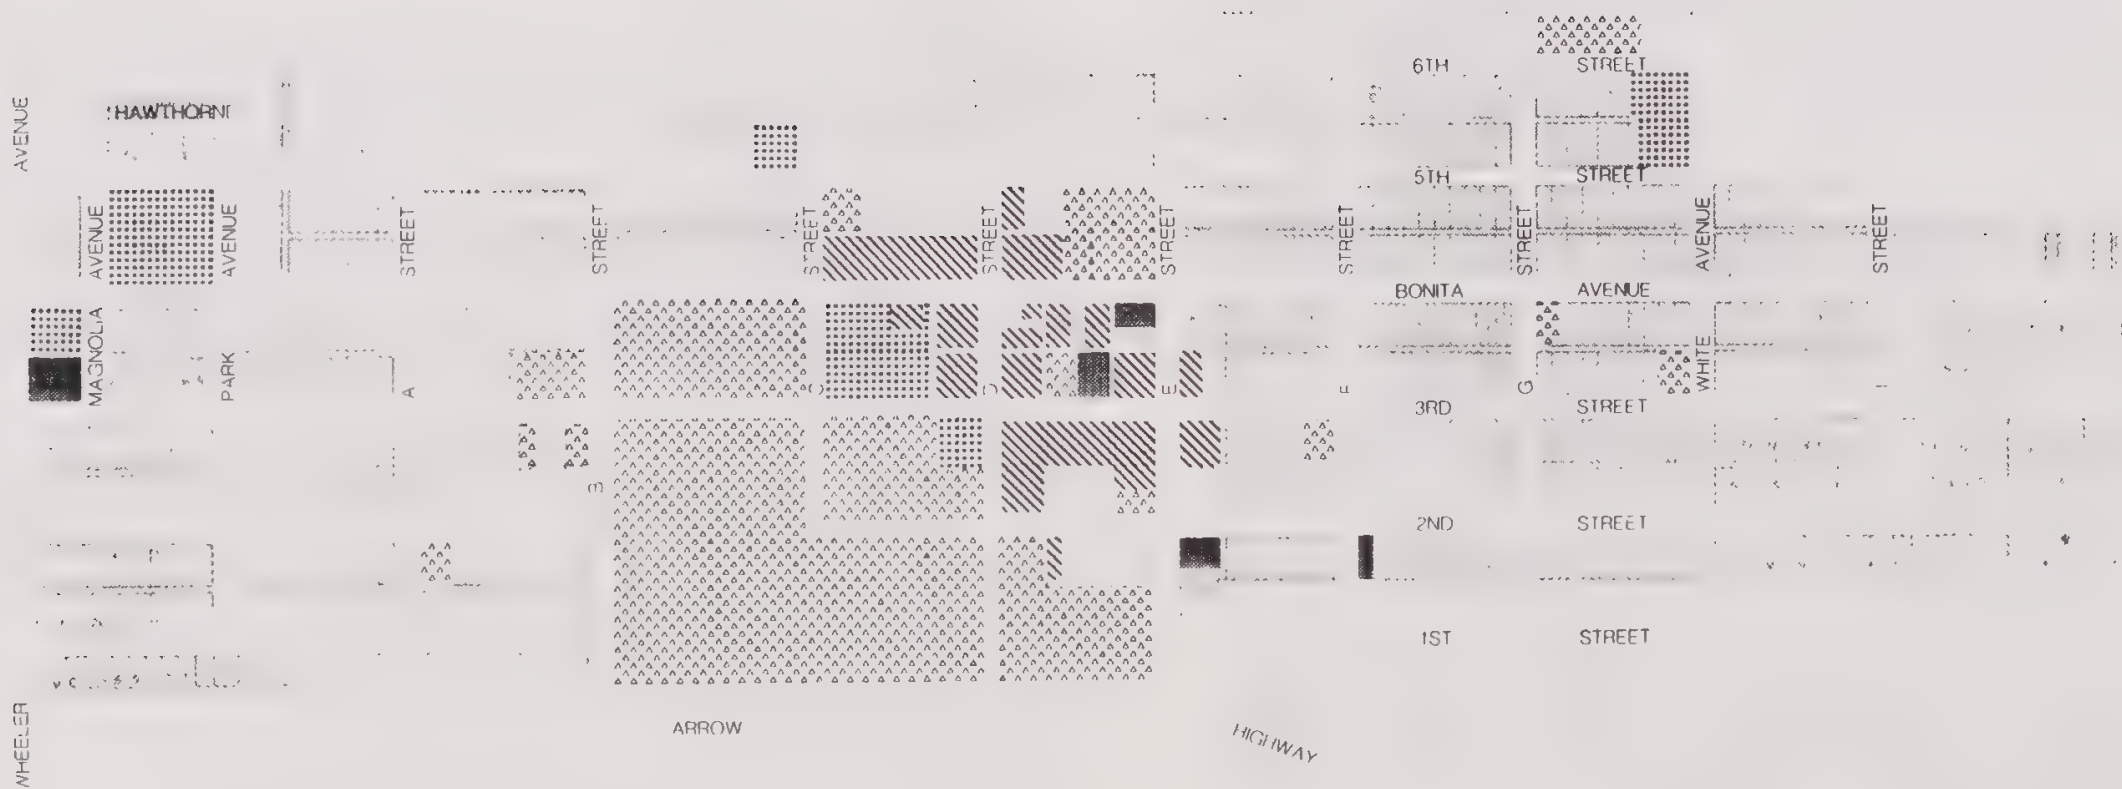 6TH STREET
AVENUE
HAWTHORNE
5TH STREET
MAGNOLIA AVENUE
PARK AVENUE
A STREET
B STREET
C STREET
D STREET
E STREET
F STREET
G STREET
WHITE AVENUE
I STREET
BONITA AVENUE
3RD STREET
2ND STREET
1ST STREET
WHEELER
ARROW HIGHWAY